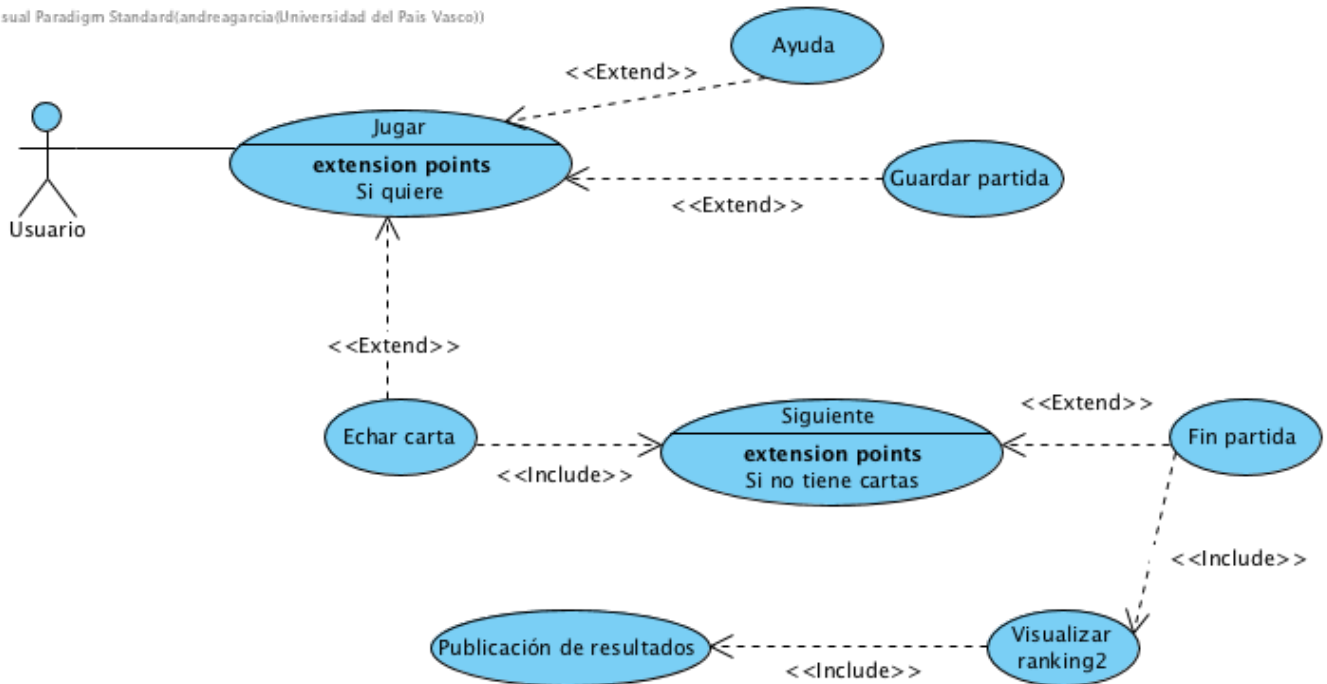 sual Paradigm Standard(andreagarcia(Universidad del Pais Vasco))
Ayuda
<<Extend>>
Jugar
extension points
Si quiere
Guardar partida
<<Extend>>
Usuario
<<Extend>>
Echar carta
<<Include>>
Siguiente
extension points
Si no tiene cartas
<<Extend>>
Fin partida
<<Include>>
Visualizar
ranking2
<<Include>>
Publicación de resultados